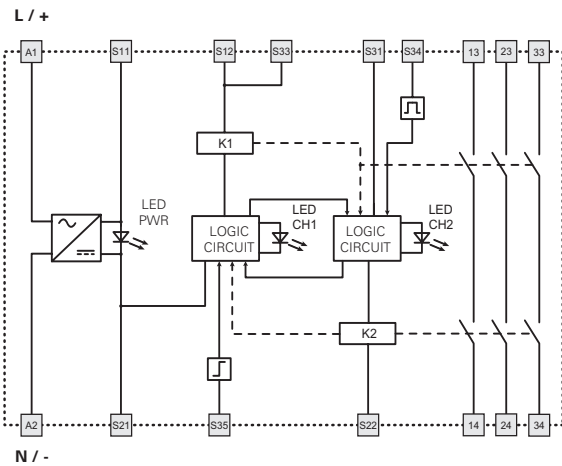 L / +
A1 S11 S12 S33 S31 S34 13 23 33
K1
LED
PWR
LOGIC
CIRCUIT
LED
CH1
LOGIC
CIRCUIT
LED
CH2
K2
A2 S21 S35 S22 14 24 34
N / -